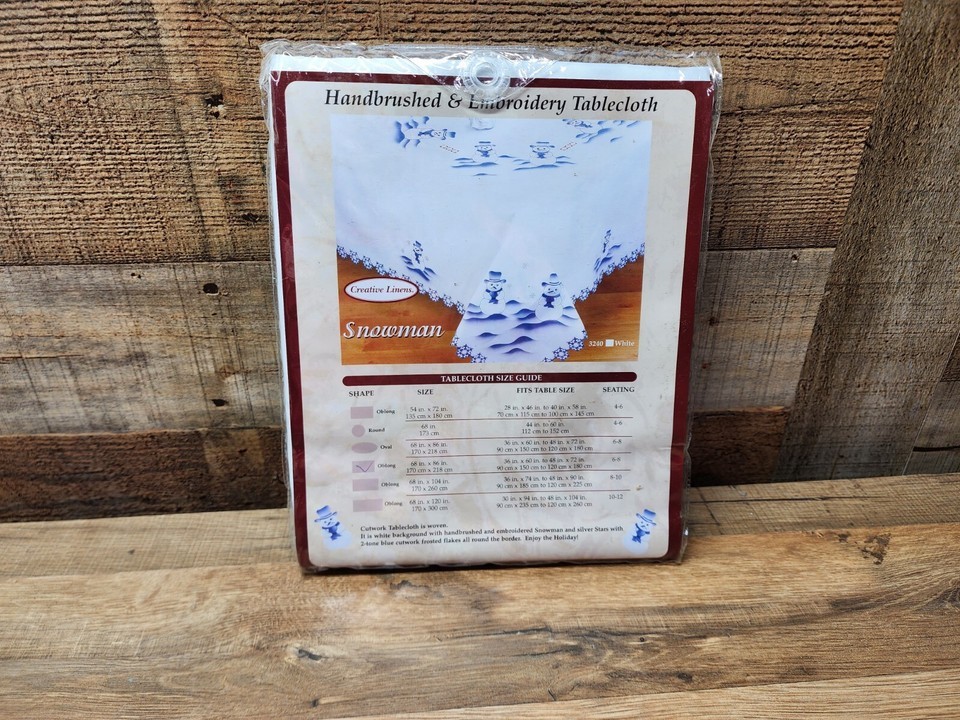 Handbrushed & Embroidery Tablecloth
Creative Linens.
Snowman
3240 White
TABLECLOTH SIZE GUIDE
SHAPE SIZE FITS TABLE SIZE SEATING
Oblong 54 in. x 72 in. 28 in. x 46 in. to 40 in. x 58 in. 4-6
135 cm x 180 cm 70 cm x 115 cm to 100 cm x 145 cm
Round 68 in. 44 in. to 60 in. 4-6
173 cm 112 cm to 152 cm
Oval 68 in. x 86 in. 36 in. x 60 in. to 48 in. x 72 in. 6-8
170 x 218 cm 90 cm x 150 cm to 120 cm x 180 cm
Oblong 68 in. x 86 in. 36 in. x 60 in. to 48 in. x 72 in. 6-8
170 cm x 218 cm 90 cm x 150 cm to 120 cm x 180 cm
Oblong 68 in. x 104 in. 36 in. x 74 in. to 48 in. x 90 in. 8-10
170 x 260 cm 90 cm x 185 cm to 120 cm x 225 cm
Oblong 68 in. x 120 in. 30 in. x 94 in. to 48 in. x 104 in. 10-12
170 x 300 cm 90 cm x 235 cm to 120 cm x 260 cm
Cutwork Tablecloth is woven.
It is white background with handbrushed and embroidered Snowman and silver Stars with
2-tone blue cutwork frosted flakes all round the border. Enjoy the Holiday!